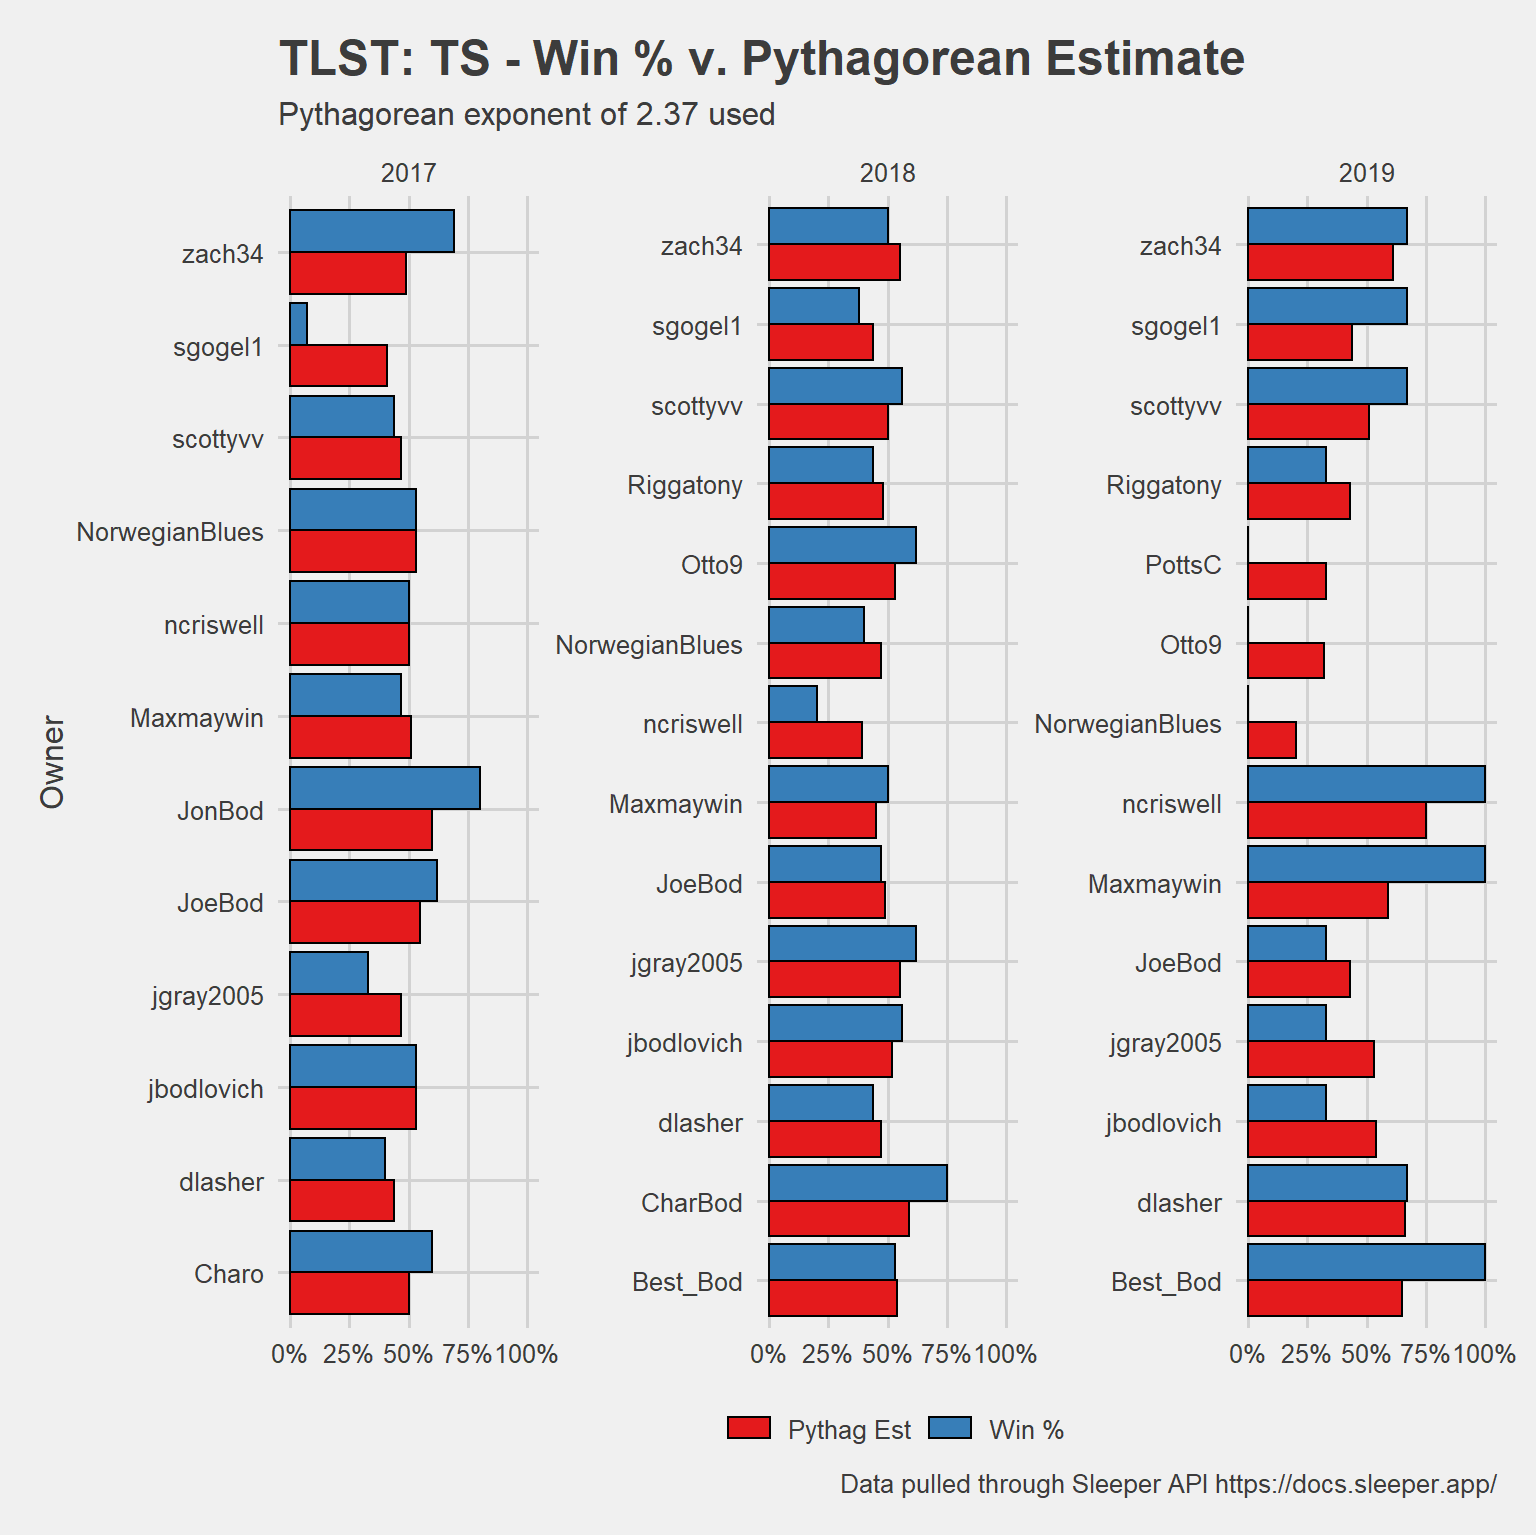 TLST: TS - Win % v. Pythagorean Estimate
Pythagorean exponent of 2.37 used
2017
2018
2019
Owner
zach34
sgogel1
scottyvv
NorwegianBlues
ncriswell
Maxmaywin
JonBod
JoeBod
jgray2005
jbodlovich
dlasher
Charo
0% 25% 50% 75% 100%
zach34
sgogel1
scottyvv
Riggatony
Otto9
NorwegianBlues
ncriswell
Maxmaywin
JoeBod
jgray2005
jbodlovich
dlasher
CharBod
Best_Bod
0% 25% 50% 75% 100%
zach34
sgogel1
scottyvv
Riggatony
PottsC
Otto9
NorwegianBlues
ncriswell
Maxmaywin
JoeBod
jgray2005
jbodlovich
dlasher
Best_Bod
0% 25% 50% 75% 100%
Pythag Est Win %
Data pulled through Sleeper API https://docs.sleeper.app/